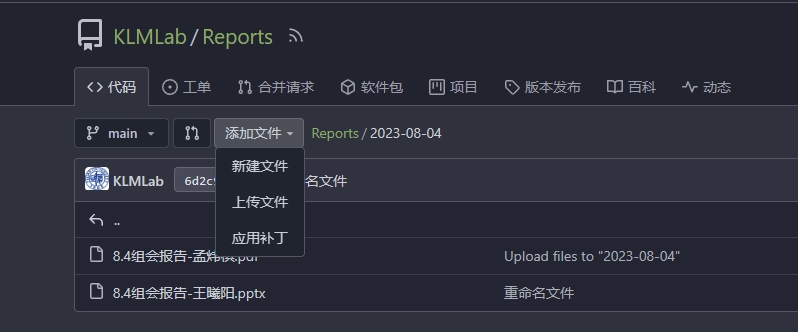 KLMLab/Reports
代码 工单 合并请求 软件包 项目 版本发布 百科 动态
main 添加文件 Reports/2023-08-04
新建文件
上传文件
应用补丁
KLMLab 名文件
..
8.4组会报告-孟 Upload files to "2023-08-04"
8.4组会报告-王曦阳.pptx 重命名文件